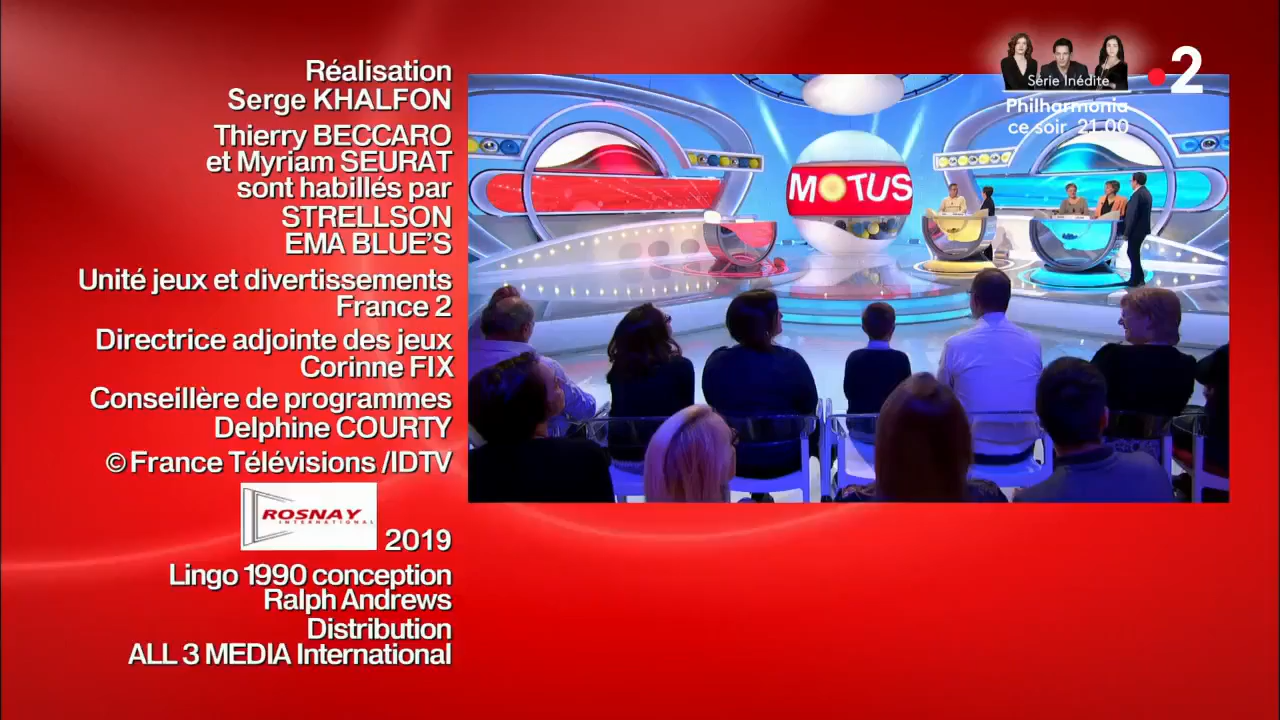 Réalisation
Serge KHALFON
Thierry BECCARO
et Myriam SEURAT
sont habillés par
STRELLSON
EMA BLUE'S
Unité jeux et divertissements
France 2
Directrice adjointe des jeux
Corinne FIX
Conseillère de programmes
Delphine COURTY
© France Télévisions /IDTV
ROSNAY
INTERNATIONAL
2019
Lingo 1990 conception
Ralph Andrews
Distribution
ALL 3 MEDIA International
Série Inédite
Philharmonia
ce soir 21.00
2
MOTUS